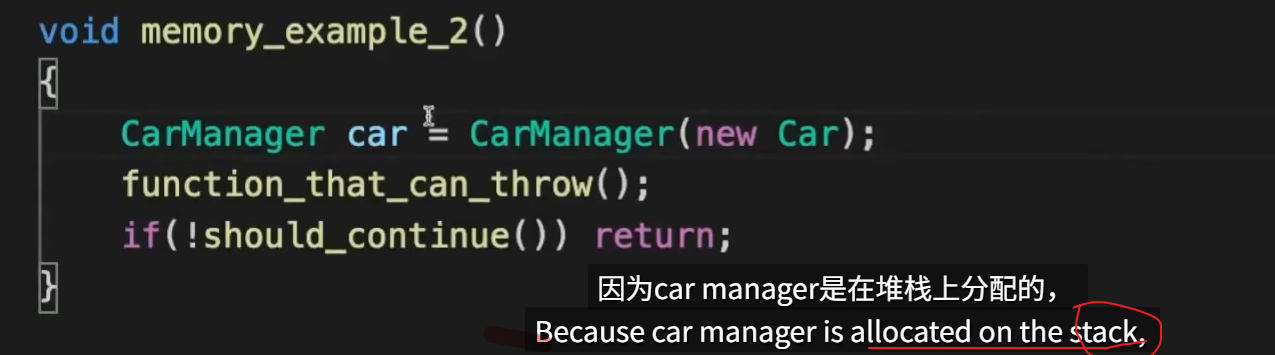 void memory_example_2()
{
CarManager car = CarManager(new Car);
function_that_can_throw();
if(!should_continue()) return;
}
因为car manager是在堆栈上分配的，
Because car manager is allocated on the stack,